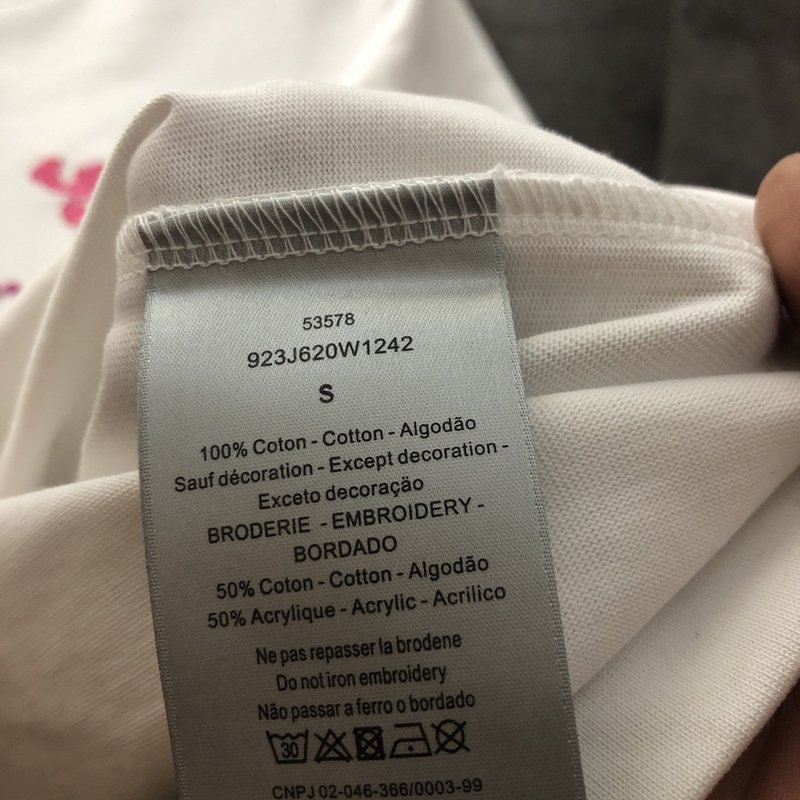 53578
923J620W1242
S
100% Coton - Cotton - Algodão
Sauf décoration - Except decoration -
Exceto decoraçäo
BRODERIE - EMBROIDERY -
BORDADO
50% Coton - Cotton - Algodão
50% Acrylique - Acrylic - Acrilico
Ne pas repasser la brodene
Do not iron embroidery
Não passar a ferro o bordado
30
CNPJ 02-046-366/0003-99